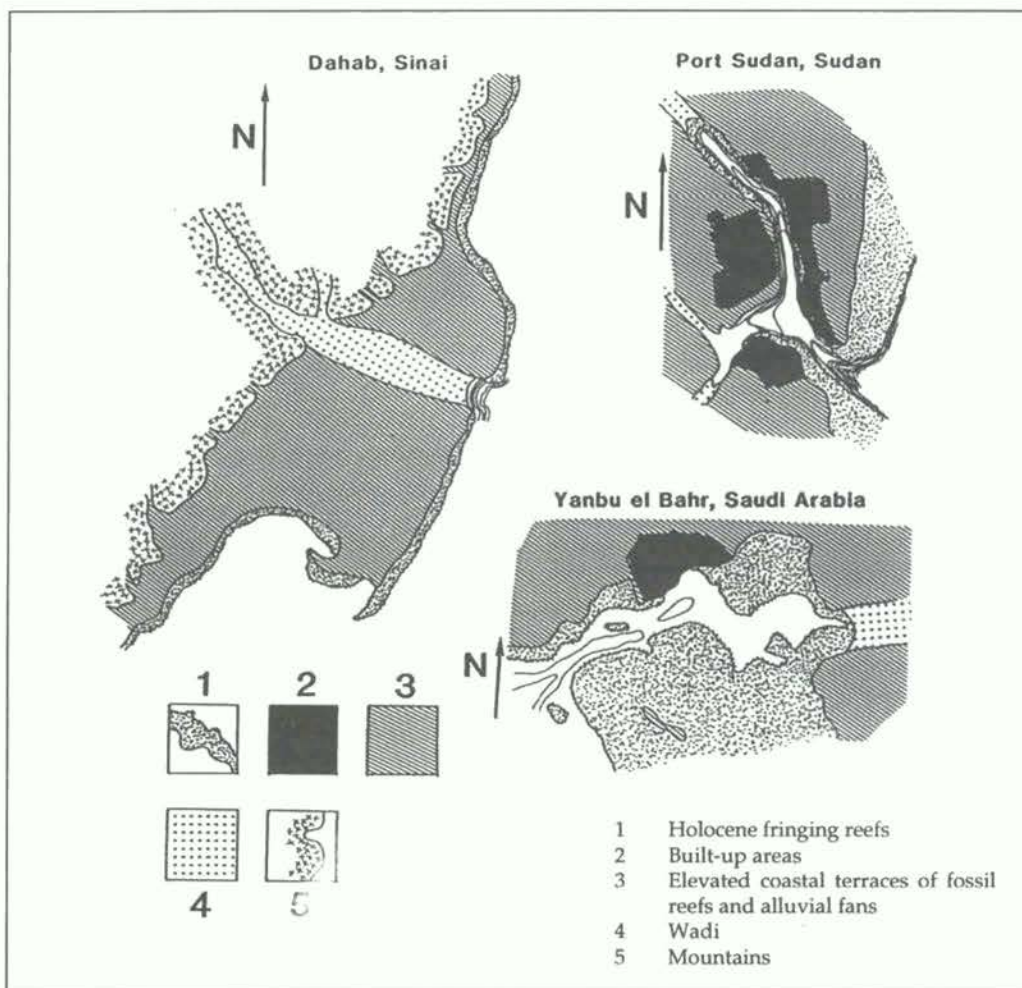 Dahab, Sinai
N
Port Sudan, Sudan
N
Yanbu el Bahr, Saudi Arabia
N
1 2 3
4 5
1 Holocene fringing reefs
2 Built-up areas
3 Elevated coastal terraces of fossil
reefs and alluvial fans
4 Wadi
5 Mountains